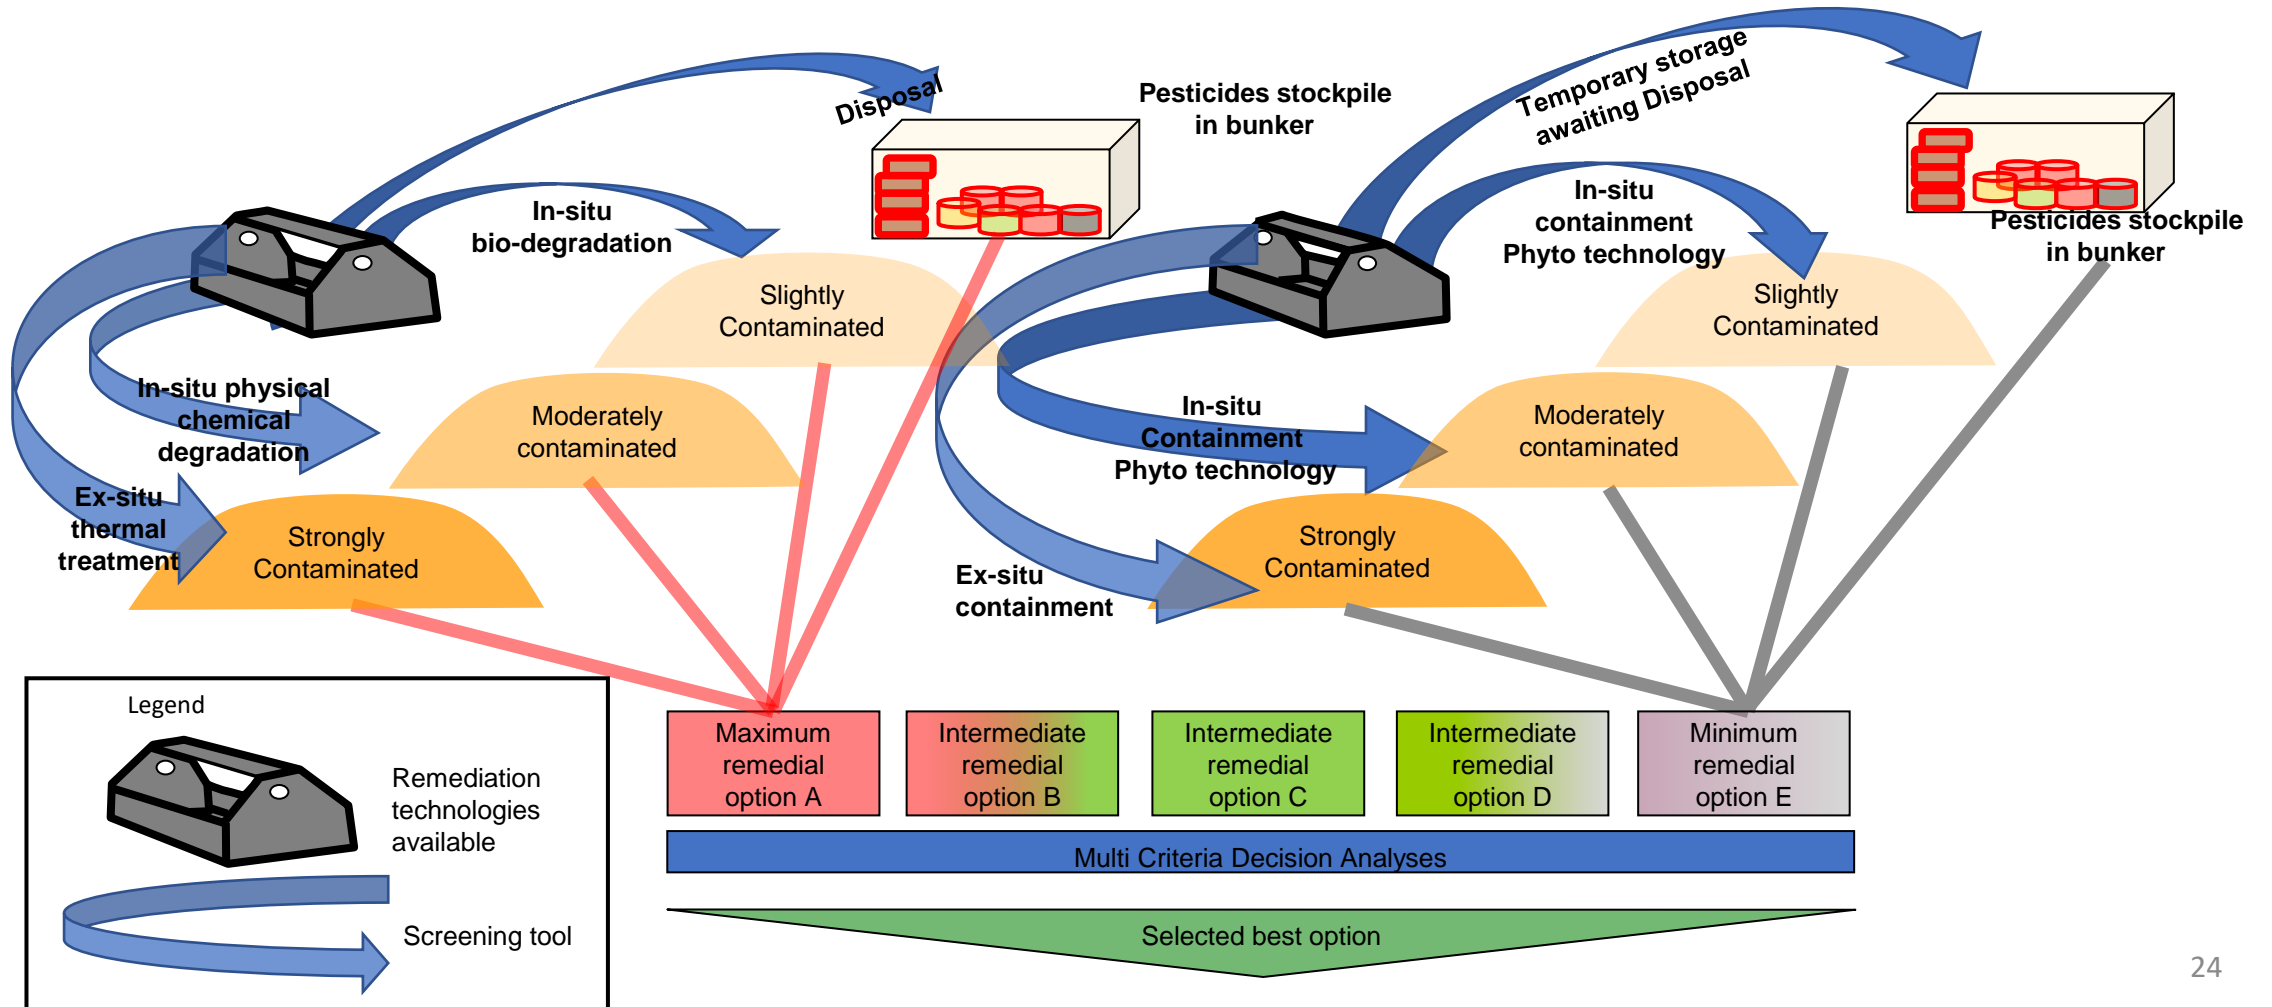 Disposal
Pesticides stockpile
in bunker
In-situ
bio-degradation
Slightly
Contaminated
In-situ physical
chemical
degradation
Moderately
contaminated
Ex-situ
thermal
treatment
Strongly
Contaminated
Temporary storage
awaiting Disposal
Pesticides stockpile
in bunker
In-situ
containment
Phyto technology
Slightly
Contaminated
In-situ
Containment
Phyto technology
Moderately
contaminated
Ex-situ
containment
Strongly
Contaminated
Legend
Remediation
technologies
available
Screening tool
Maximum
remedial
option A
Intermediate
remedial
option B
Intermediate
remedial
option C
Intermediate
remedial
option D
Minimum
remedial
option E
Multi Criteria Decision Analyses
Selected best option
24